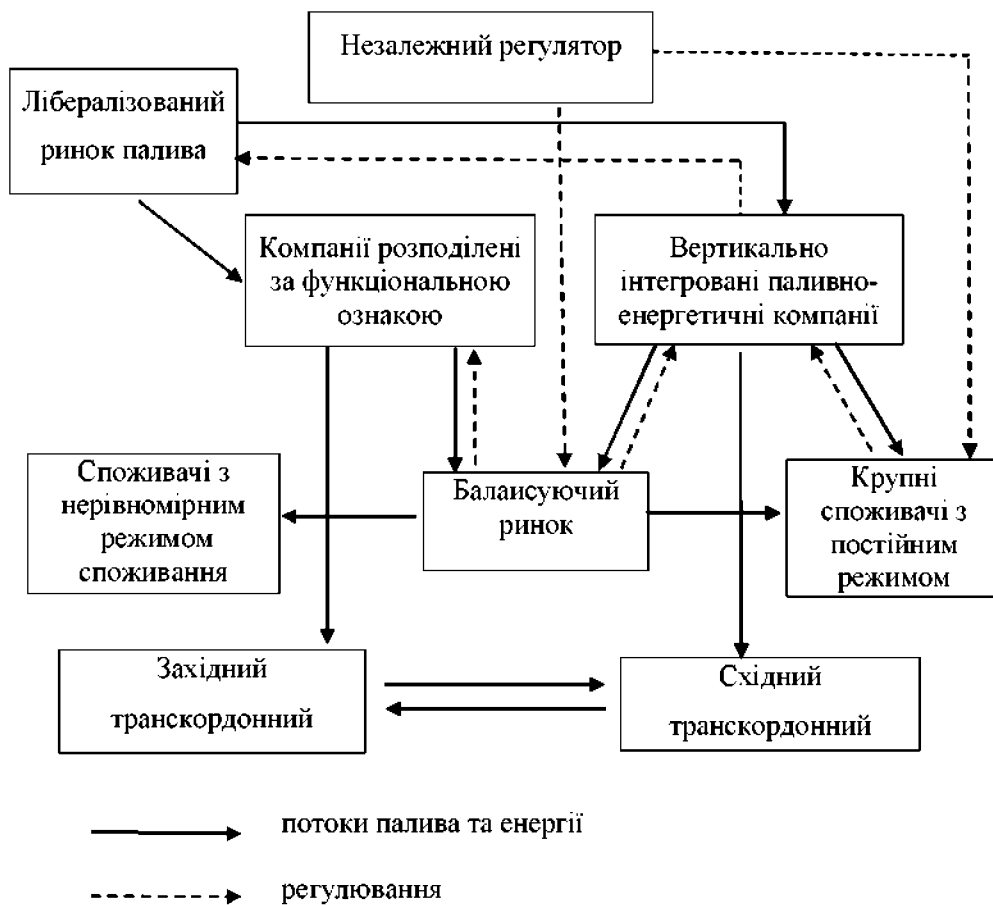 Незалежний регулятор
Лібералізований
ринок палива
Компанії розподілені
за функціональною
ознакою
Вертикально
інтегровані паливно-
енергетичні компанії
Споживачі з
нерівномірним
режимом
споживання
Балаисуючий
ринок
Крупні
споживачі з
постійним
режимом
Західний
транскордонний
Східний
транскордонний
потоки палива та енергії
регулювання